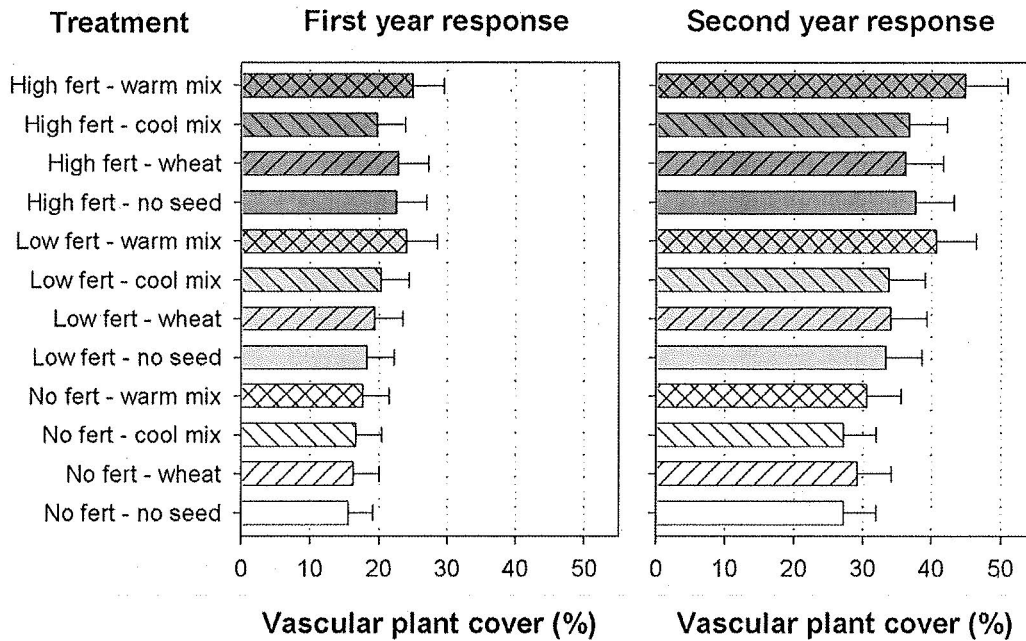 Treatment First year response Second year response
High fert - warm mix
High fert - cool mix
High fert - wheat
High fert - no seed
Low fert - warm mix
Low fert - cool mix
Low fert - wheat
Low fert - no seed
No fert - warm mix
No fert - cool mix
No fert - wheat
No fert - no seed
0 10 20 30 40 50 0 10 20 30 40 50
Vascular plant cover (%) Vascular plant cover (%)